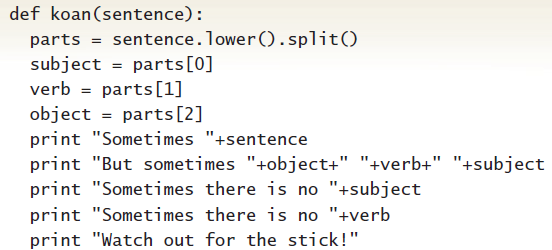 def koan(sentence):
  parts = sentence.lower().split()
  subject = parts[0]
  verb = parts[1]
  object = parts[2]
  print "Sometimes "+sentence
  print "But sometimes "+object+" "+verb+" "+subject
  print "Sometimes there is no "+subject
  print "Sometimes there is no "+verb
  print "Watch out for the stick!"